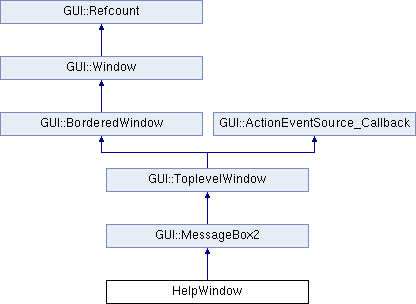 GUI::Refcount
GUI::Window
GUI::BorderedWindow
GUI::ActionEventSource_Callback
GUI::ToplevelWindow
GUI::MessageBox2
HelpWindow